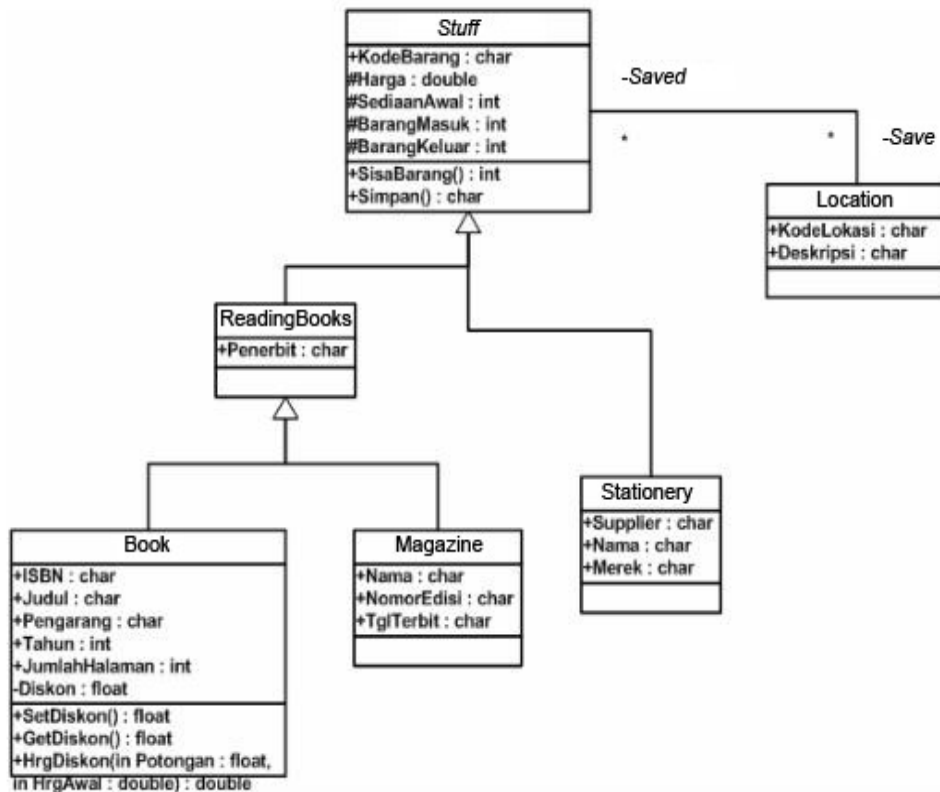 Stuff
+KodeBarang : char
#Harga : double
#SediaanAwal : int
#BarangMasuk : int
#BarangKeluar : int
+SisaBarang() : int
+Simpan() : char
-Saved
*
*
-Save
Location
+KodeLokasi : char
+Deskripsi : char
ReadingBooks
+Penerbit : char
Stationery
+Supplier : char
+Nama : char
+Merek : char
Book
+ISBN : char
+Judul : char
+Pengarang : char
+Tahun : int
+JumlahHalaman : int
-Diskon : float
+SetDiskon() : float
+GetDiskon() : float
+HrgDiskon(in Potongan : float,
in HrgAwal : double) : double
Magazine
+Nama : char
+NomorEdisi : char
+TglTerbit : char